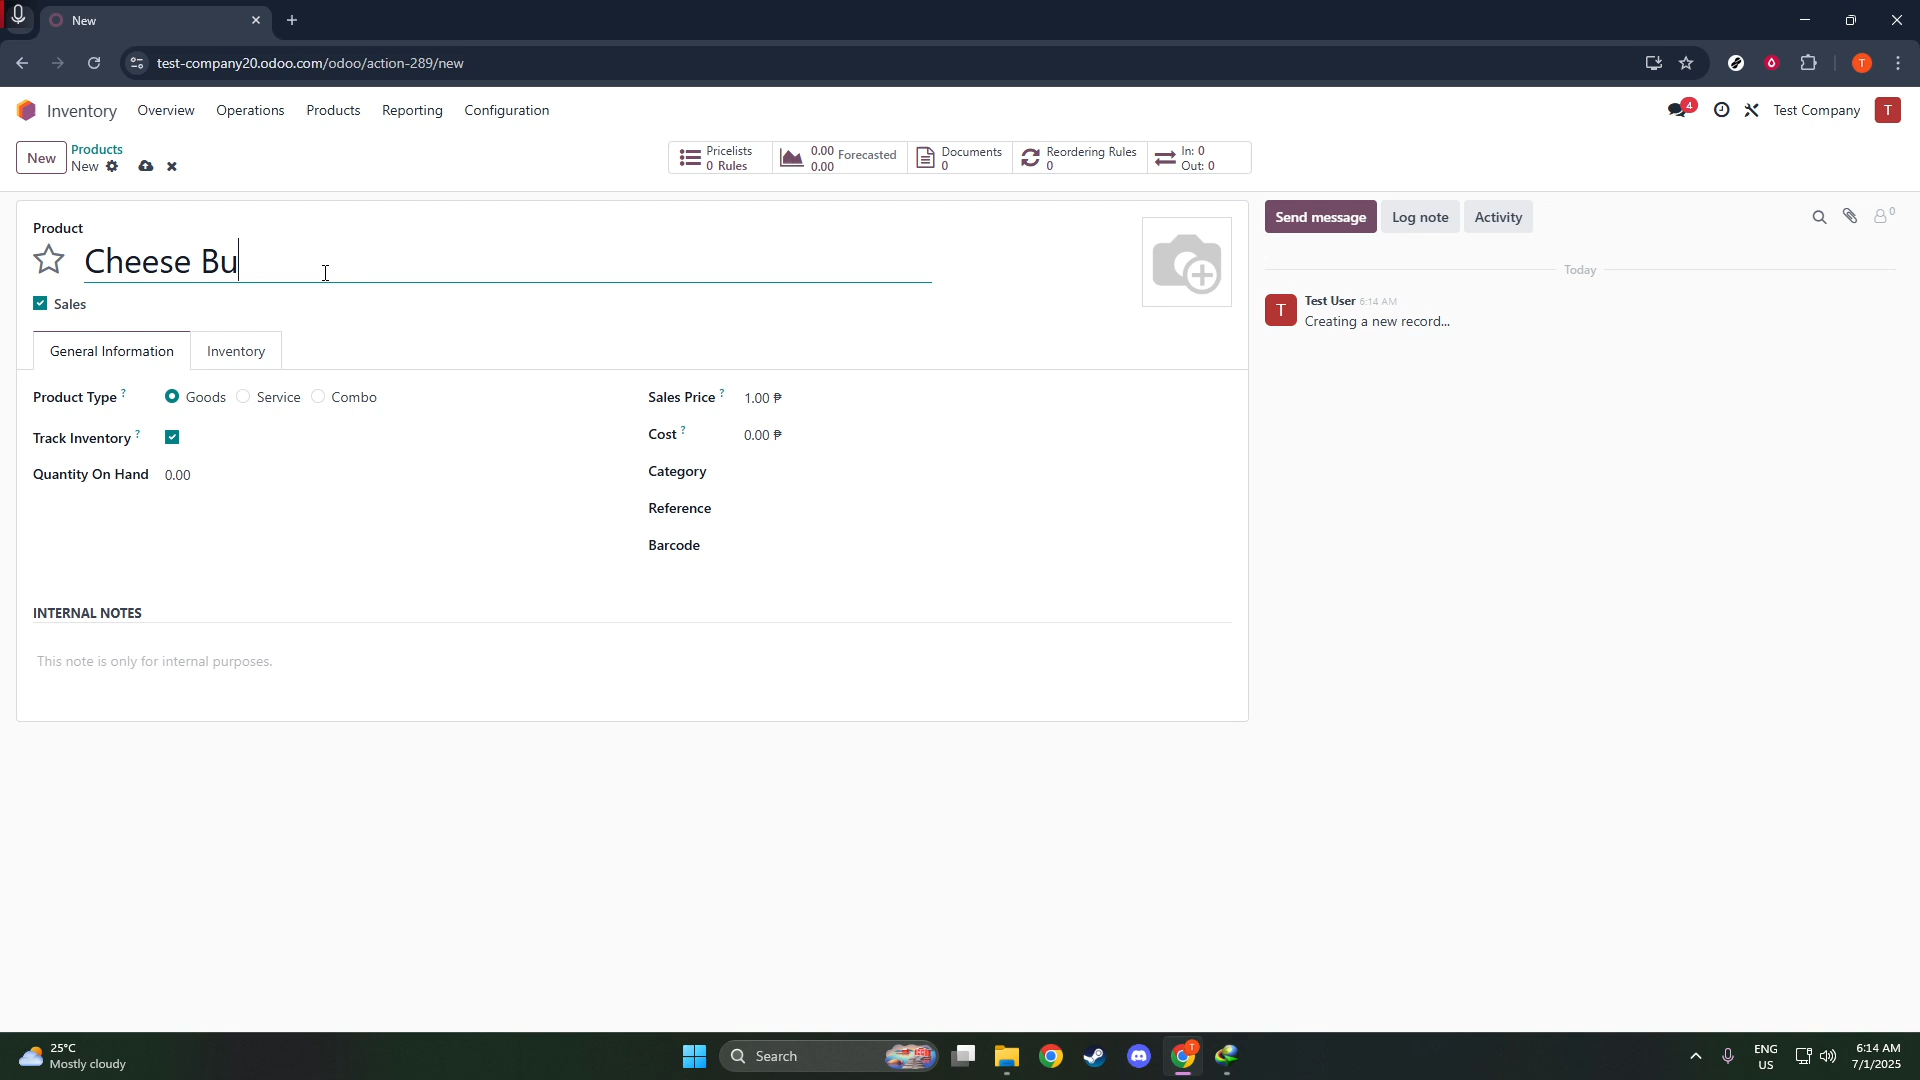 New
test-company20.odoo.com/odoo/action-289/new
T
Inventory Overview Operations Products Reporting Configuration
4
Test Company
T
New
Products
New
Pricelists
0 Rules
0.00 Forecasted
0.00
Documents
0
Reordering Rules
0
In: 0
Out: 0
Product
Cheese Bu
Sales
General Information Inventory
Product Type ? Goods Service Combo
Track Inventory ?
Quantity On Hand 0.00
Sales Price ? 1.00 ₱
Cost ? 0.00 ₱
Category
Reference
Barcode
INTERNAL NOTES
This note is only for internal purposes.
Send message Log note Activity
0
Today
T
Test User 6:14 AM
Creating a new record...
25°C
Mostly cloudy
Search
T
ENG
US
6:14 AM
7/1/2025